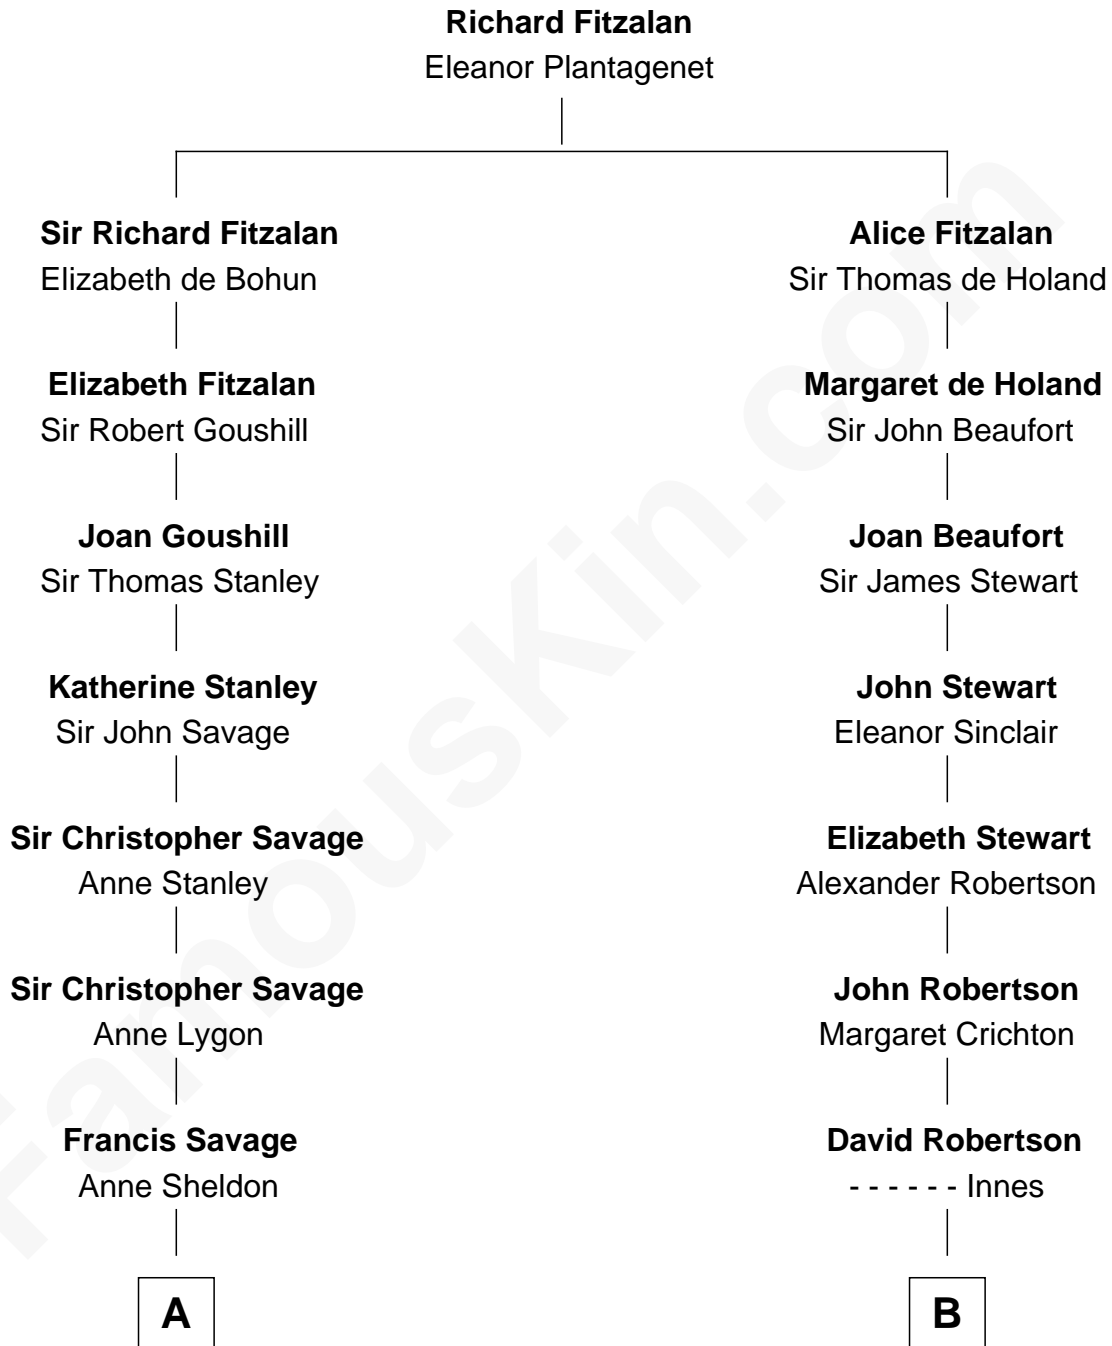 Richard Fitzalan
Eleanor Plantagenet
Sir Richard Fitzalan
Elizabeth de Bohun
Alice Fitzalan
Sir Thomas de Holand
Elizabeth Fitzalan
Sir Robert Goushill
Margaret de Holand
Sir John Beaufort
Joan Goushill
Sir Thomas Stanley
Joan Beaufort
Sir James Stewart
Katherine Stanley
Sir John Savage
John Stewart
Eleanor Sinclair
Sir Christopher Savage
Anne Stanley
Elizabeth Stewart
Alexander Robertson
Sir Christopher Savage
Anne Lygon
John Robertson
Margaret Crichton
Francis Savage
Anne Sheldon
David Robertson
- - - - - - Innes
A
B
FamousKin.com